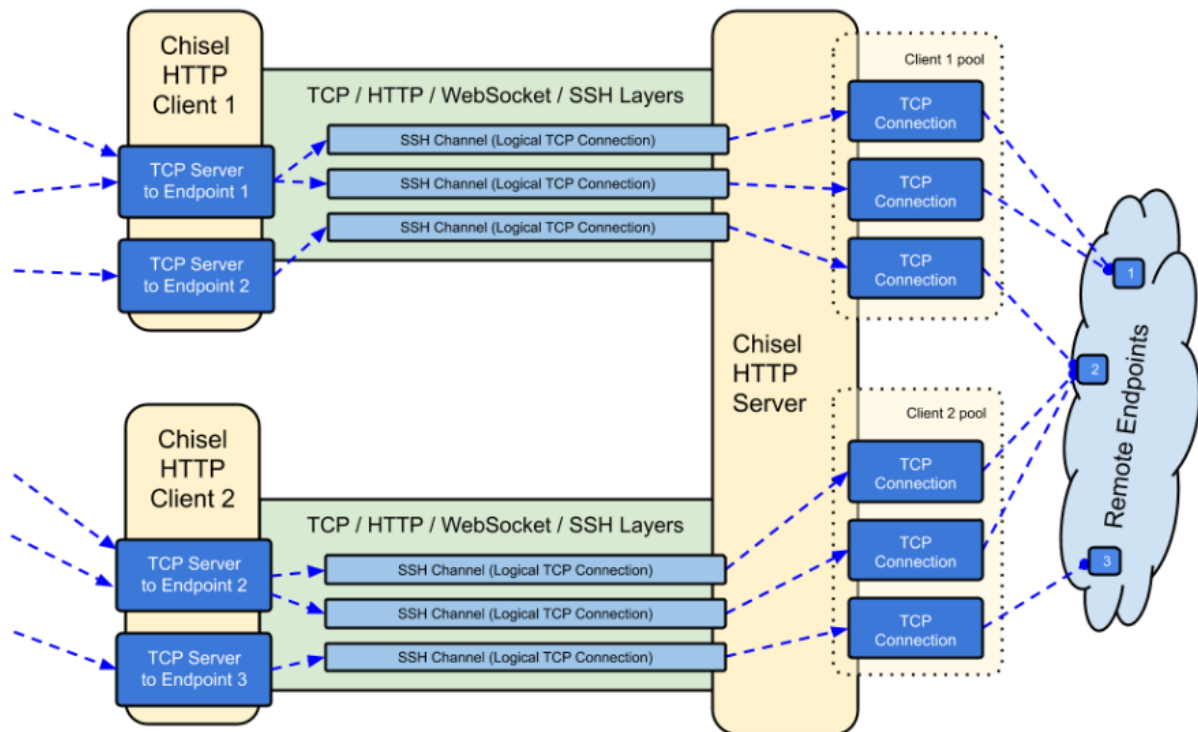 Chisel
HTTP
Client 1
TCP / HTTP / WebSocket / SSH Layers
SSH Channel (Logical TCP Connection)
SSH Channel (Logical TCP Connection)
SSH Channel (Logical TCP Connection)
TCP Server
to Endpoint 1
TCP Server
to Endpoint 2
Client 1 pool
TCP
Connection
TCP
Connection
TCP
Connection
Chisel
HTTP
Server
1
2
3
Remote Endpoints
Chisel
HTTP
Client 2
TCP / HTTP / WebSocket / SSH Layers
SSH Channel (Logical TCP Connection)
SSH Channel (Logical TCP Connection)
SSH Channel (Logical TCP Connection)
TCP Server
to Endpoint 2
TCP Server
to Endpoint 3
Client 2 pool
TCP
Connection
TCP
Connection
TCP
Connection